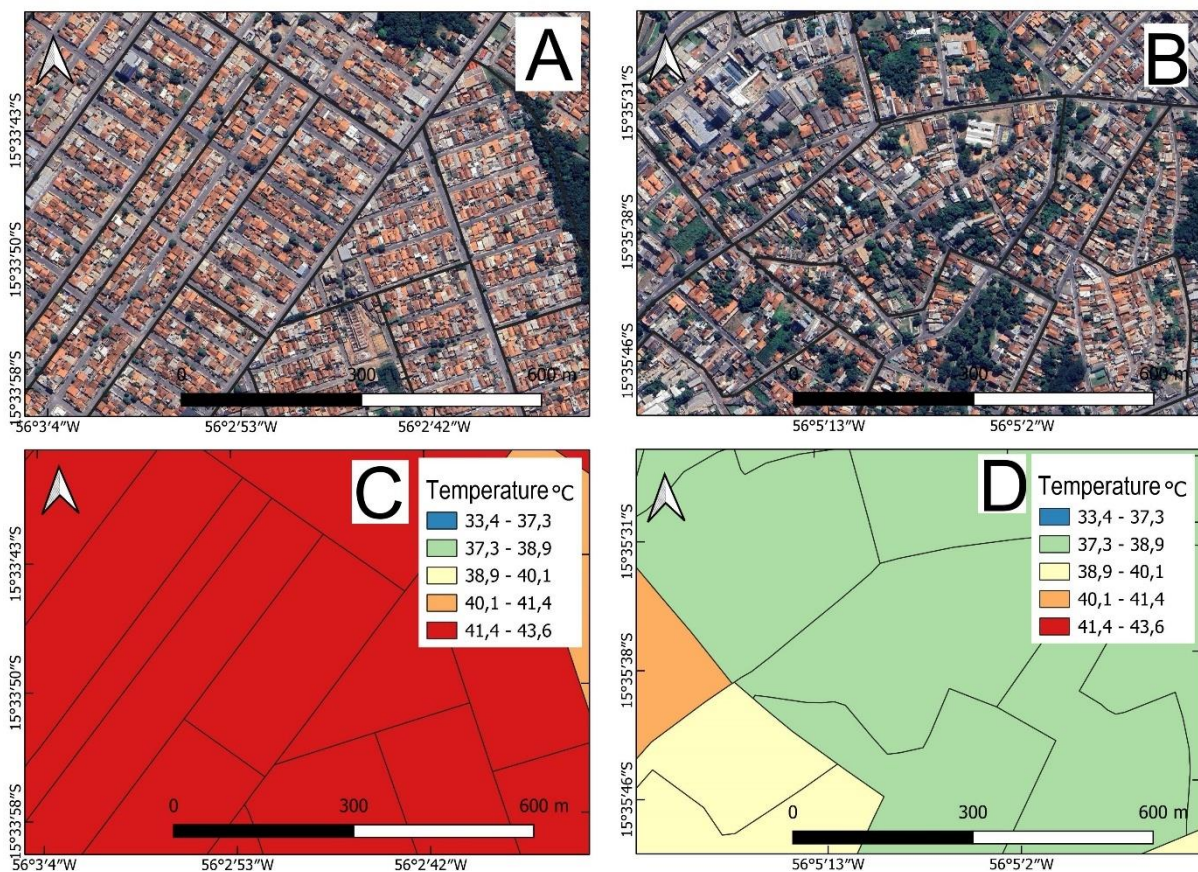 A
15°33'43"S
15°33'50"S
15°33'58"S
0 300 600 m
56°3'4"W 56°2'53"W 56°2'42"W
B
15°35'31"S
15°35'38"S
15°35'46"S
0 300 600 m
56°5'13"W 56°5'2"W
C
Temperature ºC
33,4 - 37,3
37,3 - 38,9
38,9 - 40,1
40,1 - 41,4
41,4 - 43,6
15°33'43"S
15°33'50"S
15°33'58"S
0 300 600 m
56°3'4"W 56°2'53"W 56°2'42"W
D
Temperature ºC
33,4 - 37,3
37,3 - 38,9
38,9 - 40,1
40,1 - 41,4
41,4 - 43,6
15°35'31"S
15°35'38"S
15°35'46"S
0 300 600 m
56°5'13"W 56°5'2"W